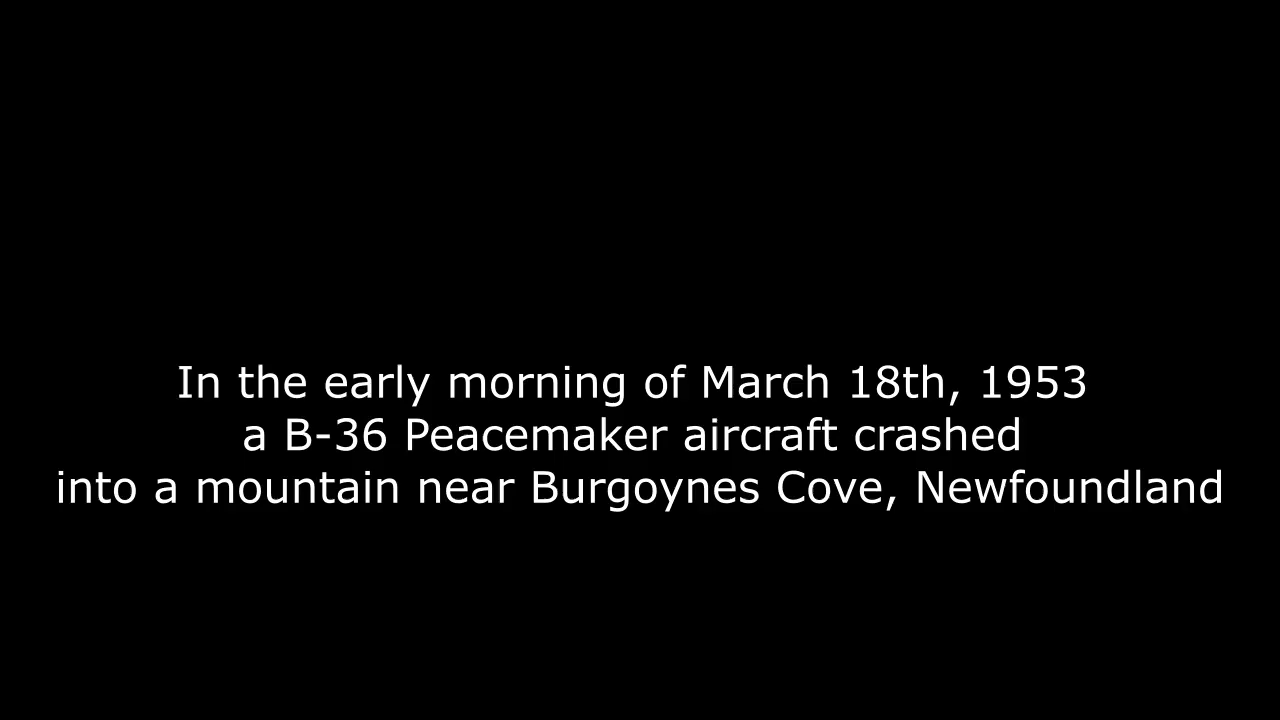 In the early morning of March 18th, 1953
a B-36 Peacemaker aircraft crashed
into a mountain near Burgoynes Cove, Newfoundland